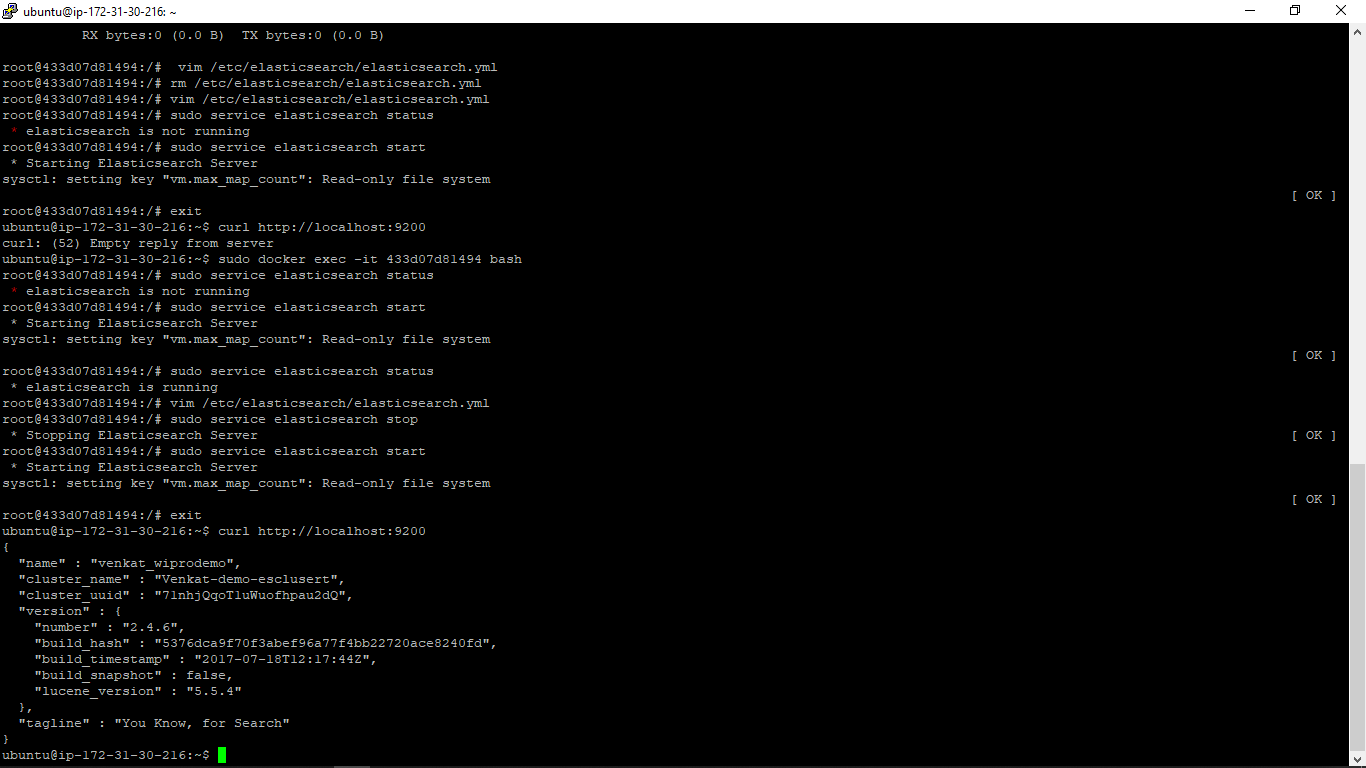 ubuntu@ip-172-31-30-216: ~
RX bytes:0 (0.0 B)  TX bytes:0 (0.0 B)
root@433d07d81494:/#  vim /etc/elasticsearch/elasticsearch.yml
root@433d07d81494:/# rm /etc/elasticsearch/elasticsearch.yml
root@433d07d81494:/# vim /etc/elasticsearch/elasticsearch.yml
root@433d07d81494:/# sudo service elasticsearch status
 * elasticsearch is not running
root@433d07d81494:/# sudo service elasticsearch start
 * Starting Elasticsearch Server
sysctl: setting key "vm.max_map_count": Read-only file system
[ OK ]
root@433d07d81494:/# exit
ubuntu@ip-172-31-30-216:~$ curl http://localhost:9200
curl: (52) Empty reply from server
ubuntu@ip-172-31-30-216:~$ sudo docker exec -it 433d07d81494 bash
root@433d07d81494:/# sudo service elasticsearch status
 * elasticsearch is not running
root@433d07d81494:/# sudo service elasticsearch start
 * Starting Elasticsearch Server
sysctl: setting key "vm.max_map_count": Read-only file system
[ OK ]
root@433d07d81494:/# sudo service elasticsearch status
 * elasticsearch is running
root@433d07d81494:/# vim /etc/elasticsearch/elasticsearch.yml
root@433d07d81494:/# sudo service elasticsearch stop
 * Stopping Elasticsearch Server [ OK ]
root@433d07d81494:/# sudo service elasticsearch start
 * Starting Elasticsearch Server
sysctl: setting key "vm.max_map_count": Read-only file system
[ OK ]
root@433d07d81494:/# exit
ubuntu@ip-172-31-30-216:~$ curl http://localhost:9200
{
  "name" : "venkat_wiprodemo",
  "cluster_name" : "Venkat-demo-esclusert",
  "cluster_uuid" : "7lnhjQqoTluWuofhpau2dQ",
  "version" : {
    "number" : "2.4.6",
    "build_hash" : "5376dca9f70f3abef96a77f4bb22720ace8240fd",
    "build_timestamp" : "2017-07-18T12:17:44Z",
    "build_snapshot" : false,
    "lucene_version" : "5.5.4"
  },
  "tagline" : "You Know, for Search"
}
ubuntu@ip-172-31-30-216:~$